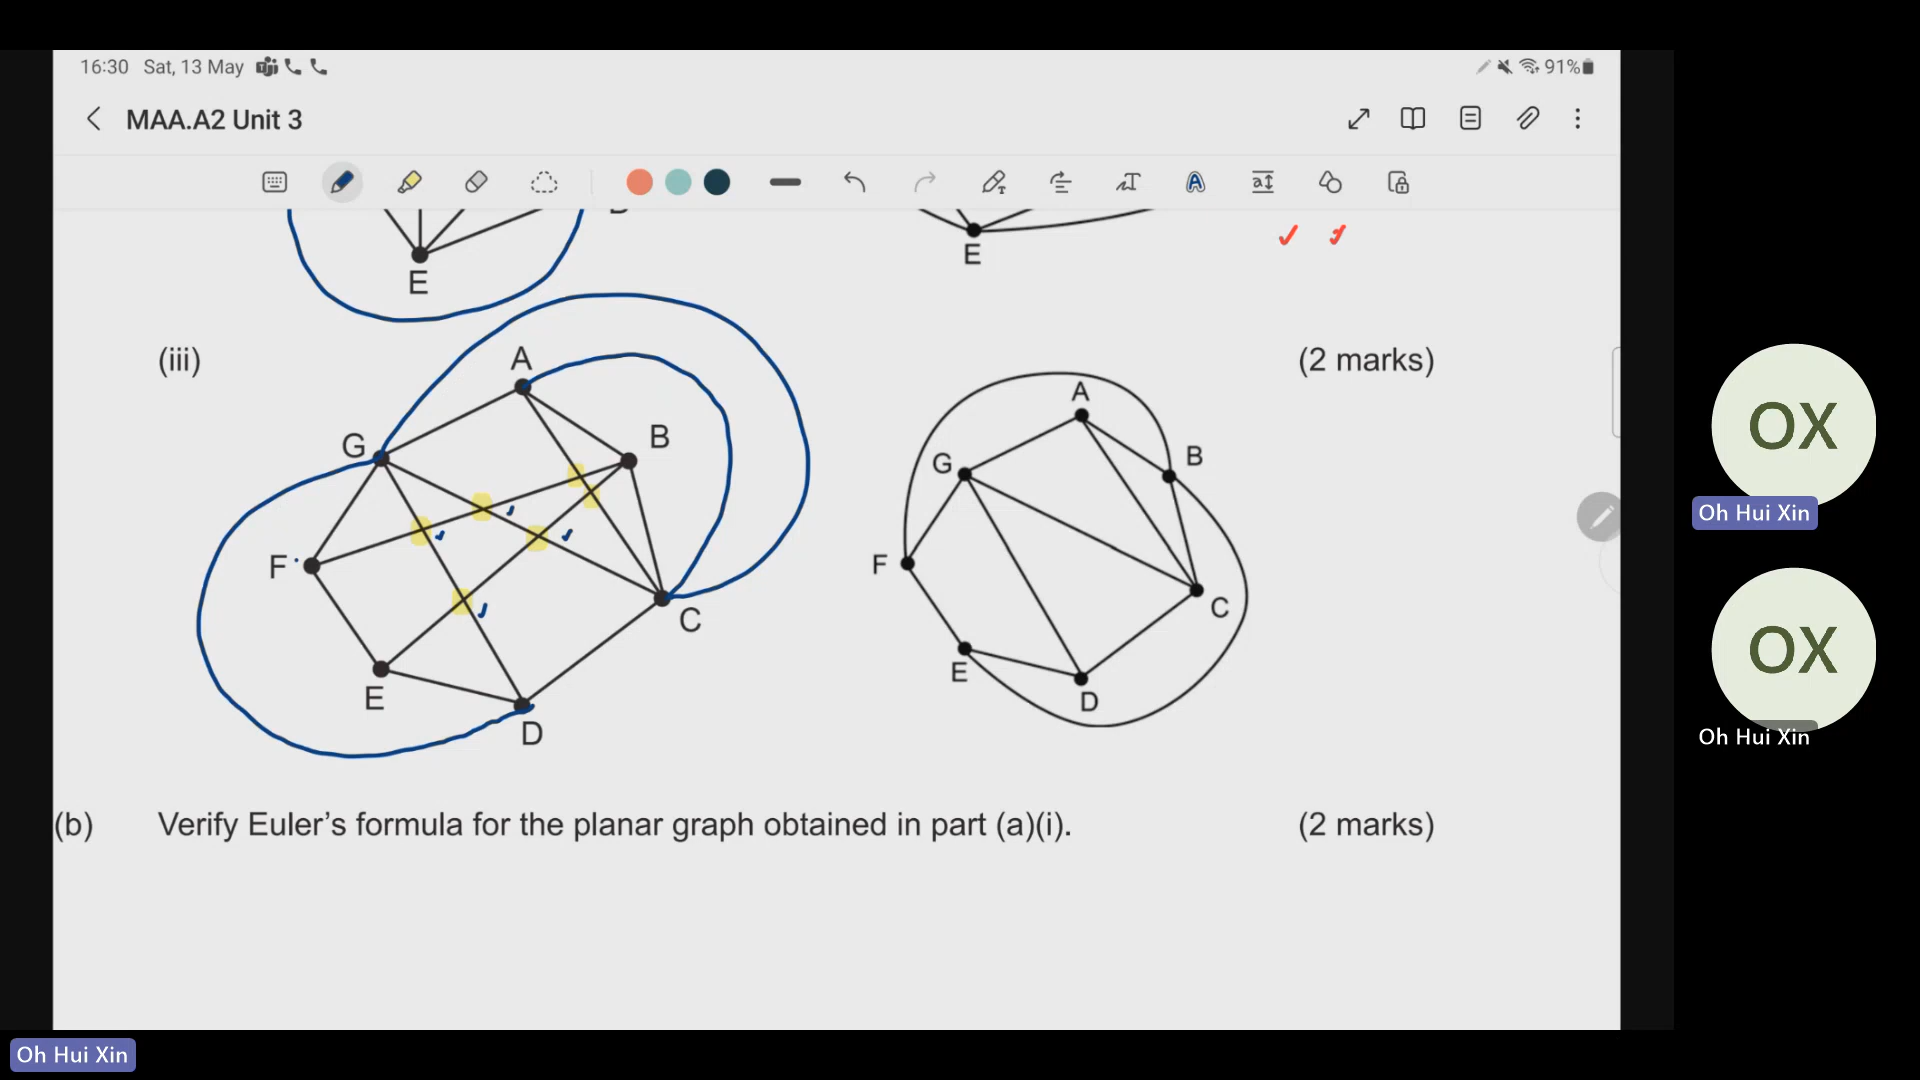 16:30 Sat, 13 May 91%
MAA.A2 Unit 3
E
E
(iii)
(2 marks)
A
G
B
F
C
E
D
A
G
B
F
C
E
D
(b) Verify Euler’s formula for the planar graph obtained in part (a)(i). (2 marks)
OX
Oh Hui Xin
OX
Oh Hui Xin
Oh Hui Xin